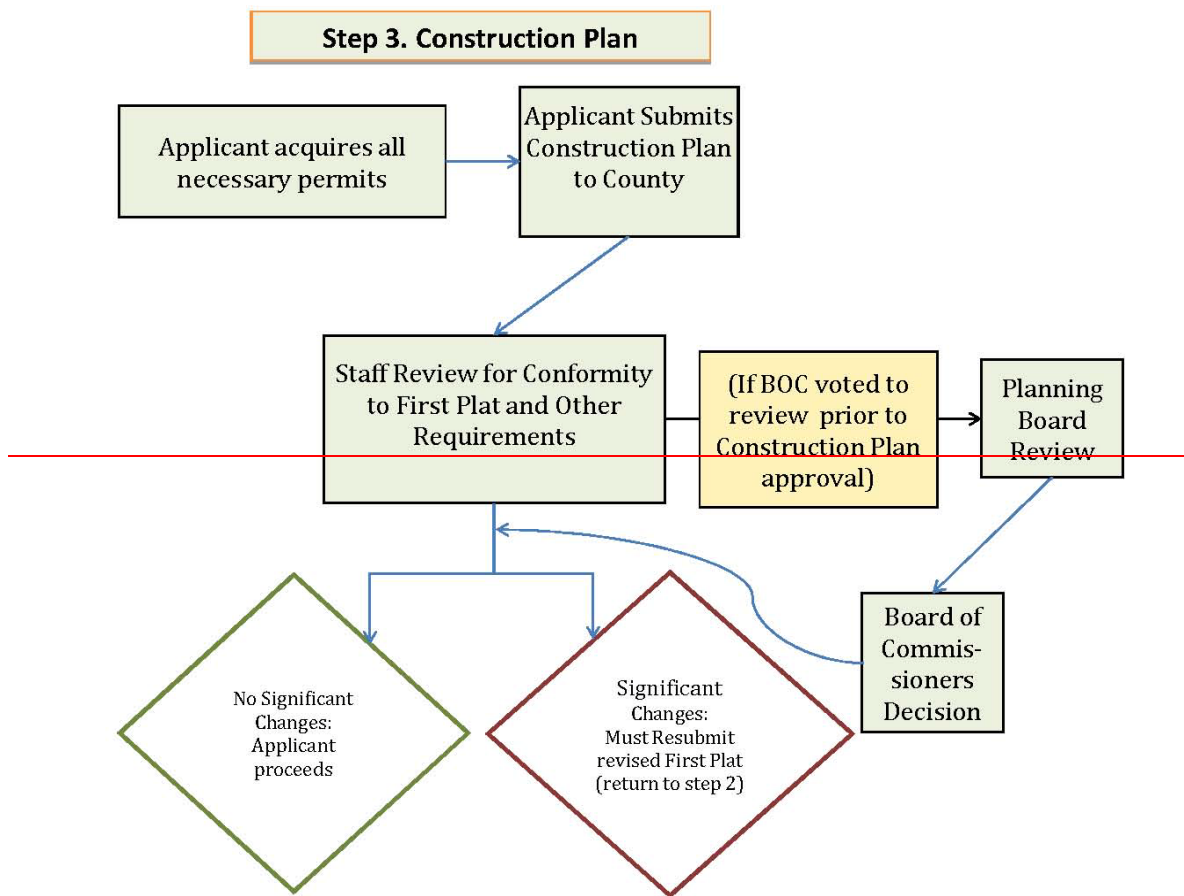 Step 3. Construction Plan
Applicant acquires all
necessary permits
Applicant Submits
Construction Plan
to County
Staff Review for Conformity
to First Plat and Other
Requirements
(If BOC voted to
review prior to
Construction Plan
approval)
Planning
Board
Review
Board of
Commis-
sioners
Decision
No Significant
Changes:
Applicant
proceeds
Significant
Changes:
Must Resubmit
revised First Plat
(return to step 2)